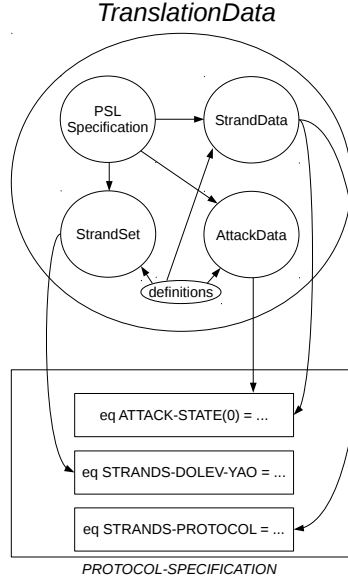 TranslationData
PSL
Specification
StrandData
StrandSet
AttackData
definitions
eq ATTACK-STATE(0) = ...
eq STRANDS-DOLEV-YAO = ...
eq STRANDS-PROTOCOL = ...
PROTOCOL-SPECIFICATION